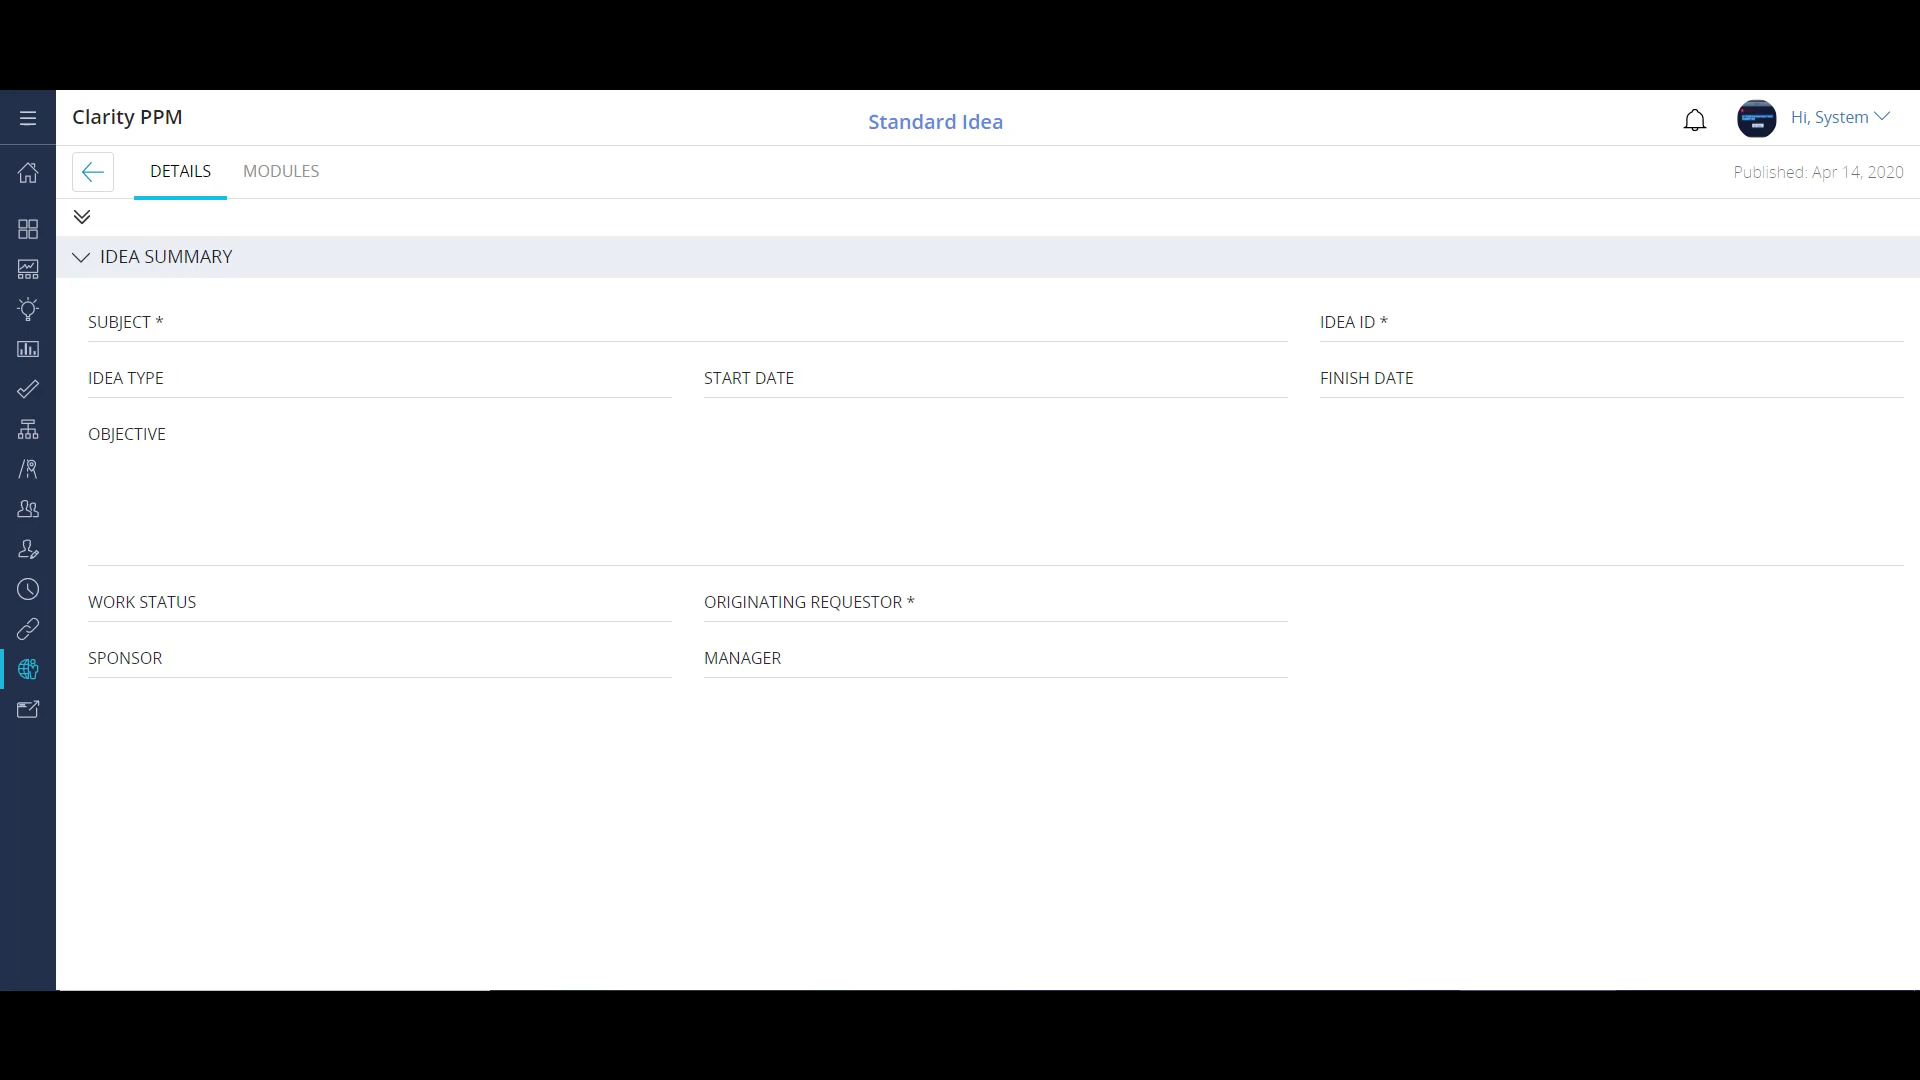 Clarity PPM
Standard Idea
Hi, System
DETAILS
MODULES
Published: Apr 14, 2020
IDEA SUMMARY
SUBJECT *
IDEA ID *
IDEA TYPE
START DATE
FINISH DATE
OBJECTIVE
WORK STATUS
ORIGINATING REQUESTOR *
SPONSOR
MANAGER